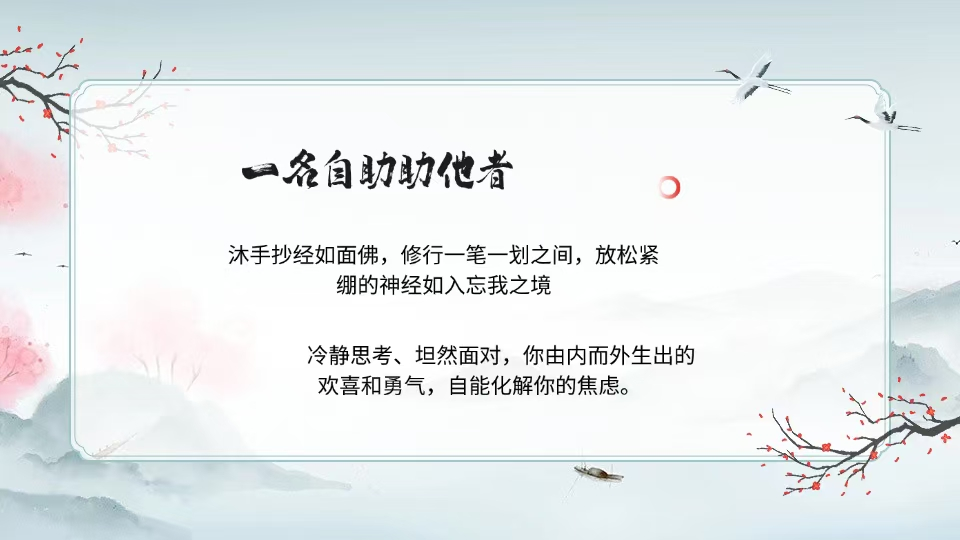 一名自助助他者
沐手抄经如面佛，修行一笔一划之间，放松紧
绷的神经如入忘我之境
冷静思考、坦然面对，你由内而外生出的
欢喜和勇气，自能化解你的焦虑。